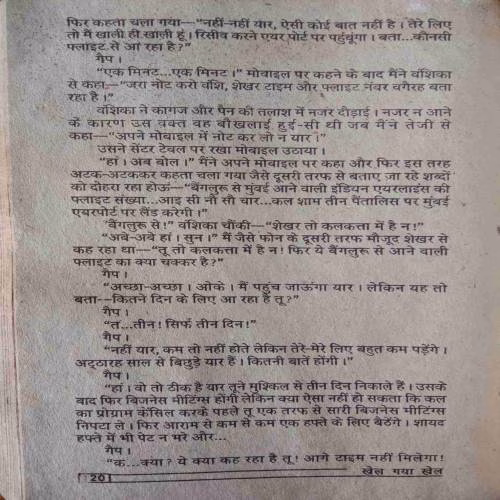 फिर कहता चला गया—"नहीं-नहीं यार, ऐसी कोई बात नहीं है। तेरे लिए
तो मैं खाली ही खाली हूं। रिसीव करने एयर पोर्ट पर पहुंचूंगा। बता...कौनसी
फ्लाइट से आ रहा है?"
गैप।
"एक मिनट...एक मिनट।" मोबाइल पर कहने के बाद मैंने वंशिका
से कहा—"जरा नोट करो वंशि, शेखर टाइम और फ्लाइट नंबर वगैरह बता
रहा है।"
वंशिका ने कागज और पैन की तलाश में नजर दौड़ाई। नजर न आने
के कारण उस वक्त वह बौखलाई हुई-सी थी जब मैंने तेजी से
कहा—"अपने मोबाइल में नोट कर लो न यार।"
उसने सेंटर टेबल पर रखा मोबाइल उठाया।
"हां। अब बोल।" मैंने अपने मोबाइल पर कहा और फिर इस तरह
अटक-अटककर कहता चला गया जैसे दूसरी तरफ से बताए जा रहे शब्दों
को दोहरा रहा होऊं—"बैंगलुरू से मुंबई आने वाली इंडियन एयरलाइंस की
फ्लाइट संख्या...आइ सी नौ सौ चार...कल शाम तीन पैंतालिस पर मुंबई
एयरपोर्ट पर लैंड करेगी।"
"बैंगलुरू से!" वंशिका चौंकी—"शेखर तो कलकत्ता में है न!"
"अबे-अबे हां। सुन।" मैं जैसे फोन के दूसरी तरफ मौजूद शेखर से
कह रहा था—"तू तो कलकत्ता में है न! फिर ये बैंगलुरू से आने वाली
फ्लाइट का क्या चक्कर है?"
गैप।
"अच्छा-अच्छा। ओके। मैं पहुंच जाऊंगा यार। लेकिन यह तो
बता—कितने दिन के लिए आ रहा है तू?"
गैप।
"त...तीन! सिर्फ तीन दिन!"
गैप।
"नहीं यार, कम तो नहीं होते लेकिन तेरे-मेरे लिए बहुत कम पड़ेंगे।
अट्ठारह साल से बिछुड़े यार हैं। कितनी बातें होंगी।"
गैप।
"हां। वो तो ठीक है यार तूने मुश्किल से तीन दिन निकाले हैं। उसके
बाद फिर बिजनेस मीटिंग्स होंगी लेकिन क्या ऐसा नहीं हो सकता कि कल
का प्रोग्राम कैंसिल करके पहले तू एक तरफ से सारी बिजनेस मीटिंग्स
निपटा ले। फिर आराम से कम से कम एक हफ्ते के लिए बैठेंगे। शायद
हफ्ते में भी पेट न भरे और...
गैप।
"क...क्या? ये क्या कह रहा है तू! आगे टाइम नहीं मिलेगा!
20 खेल गया खेल